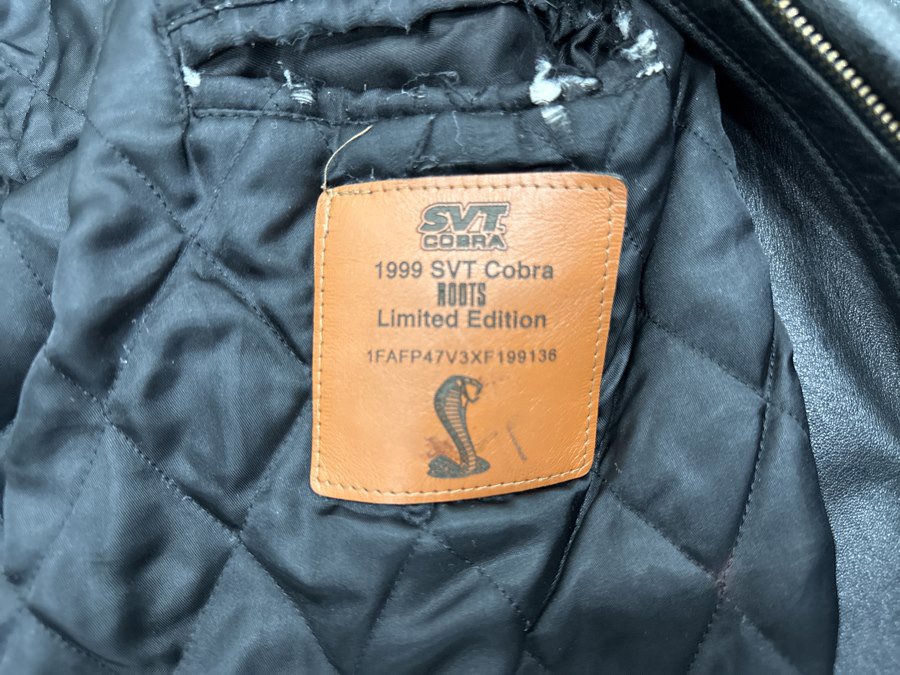 SVT
COBRA
1999 SVT Cobra
ROOTS
Limited Edition
1FAFP47V3XF199136